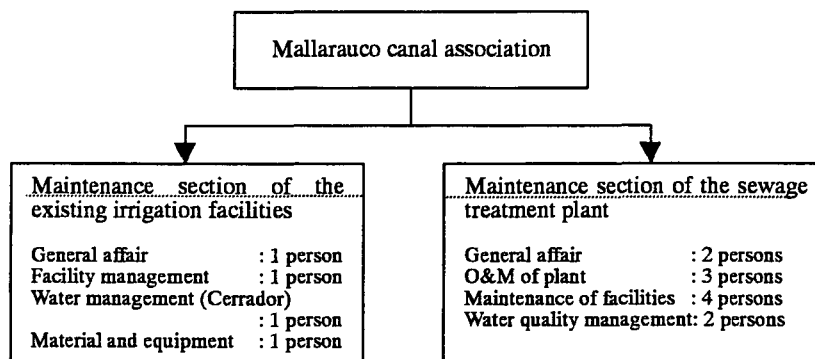 Mallarauco canal association
Maintenance section of the
existing irrigation facilities
General affair : 1 person
Facility management : 1 person
Water management (Cerrador)
: 1 person
Material and equipment : 1 person
Maintenance section of the sewage
treatment plant
General affair : 2 persons
O&M of plant : 3 persons
Maintenance of facilities : 4 persons
Water quality management: 2 persons